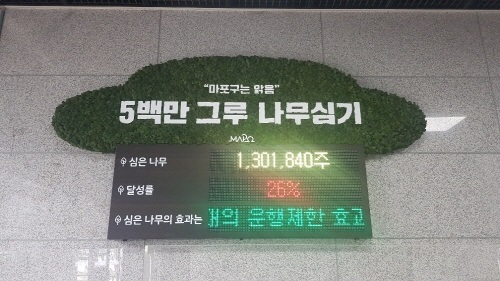 “마포구는 맑음”
5백만 그루 나무심기
MAPO
심은 나무 1,301,840주
달성률 26%
심은 나무의 효과는 의 운행제한 효과